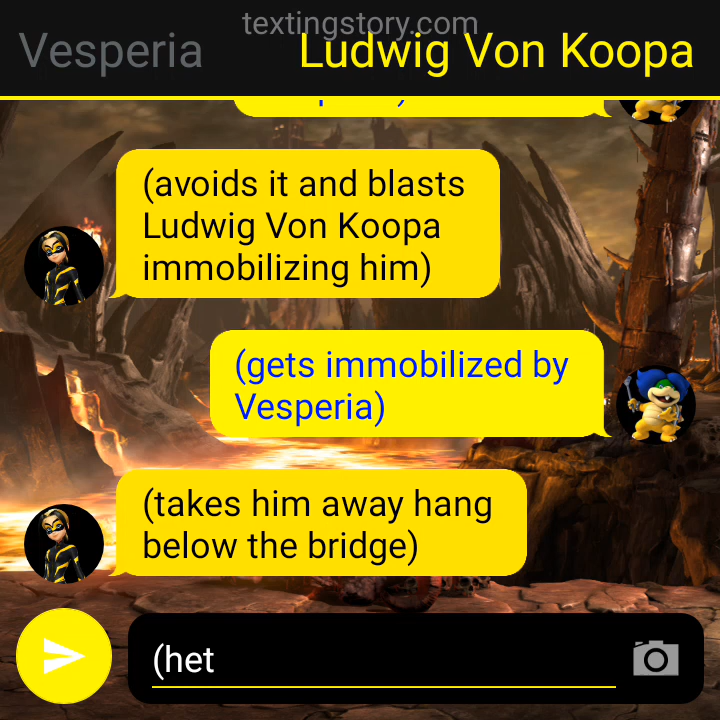 textingstory.com
Vesperia
Ludwig Von Koopa
(avoids it and blasts
Ludwig Von Koopa
immobilizing him)
(gets immobilized by
Vesperia)
(takes him away hang
below the bridge)
(het